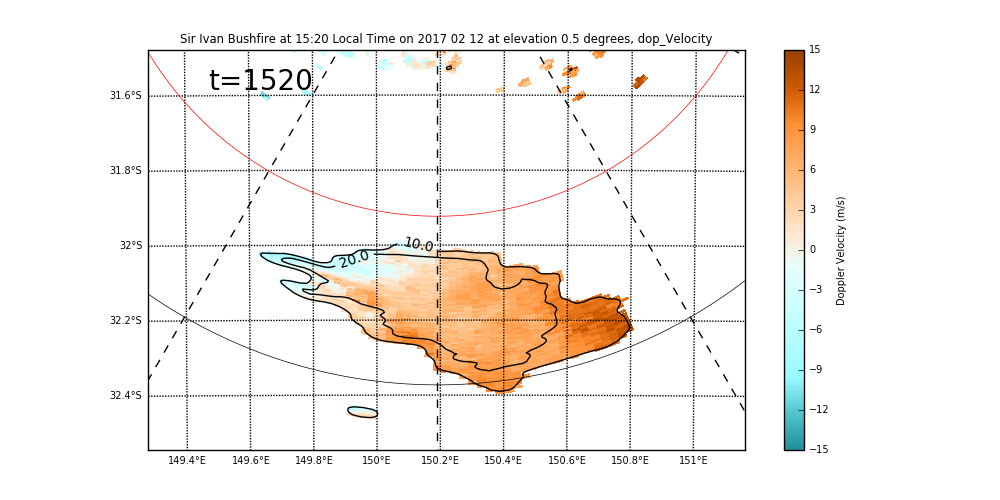 Sir Ivan Bushfire at 15:20 Local Time on 2017 02 12 at elevation 0.5 degrees, dop_Velocity
t=1520
31.6°S
31.8°S
32°S
32.2°S
32.4°S
10.0
20.0
149.4°E 149.6°E 149.8°E 150°E 150.2°E 150.4°E 150.6°E 150.8°E 151°E
15
12
9
6
3
0
−3
−6
−9
−12
−15
Doppler Velocity (m/s)